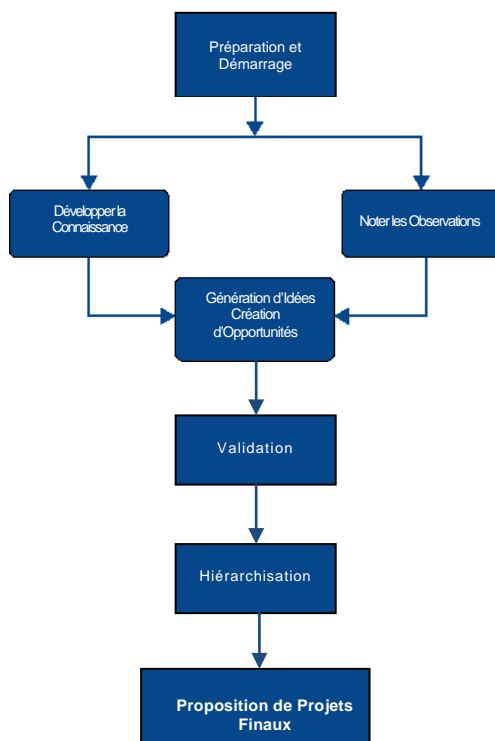 Préparation et
Démarrage
Développer la
Connaissance
Noter les Observations
Génération d'Idées
Création
d'Opportunités
Validation
Hiérarchisation
Proposition de Projets
Finaux